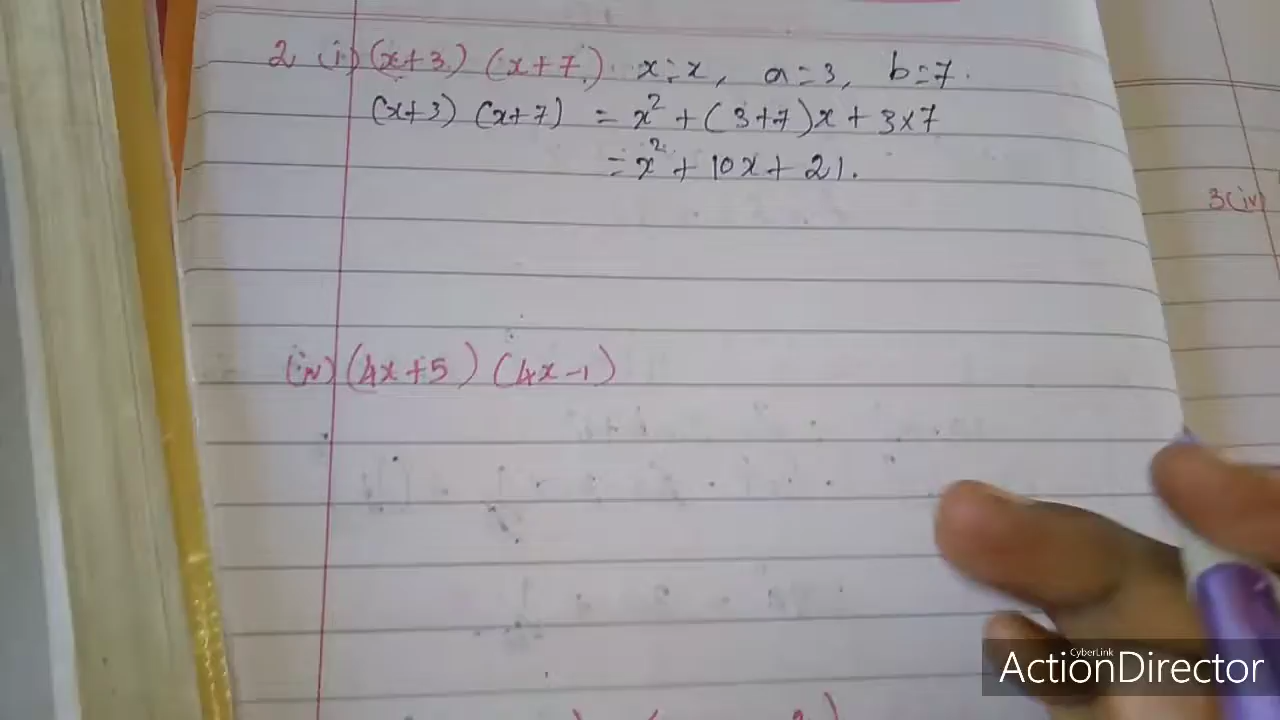 2 (i) (x+3) (x+7). x=x, a=3, b=7.
(x+3) (x+7) = x² + (3+7)x + 3×7
= x² + 10x + 21.
3(iv)
(iv) (4x+5) (4x-1)
CyberLink
ActionDirector